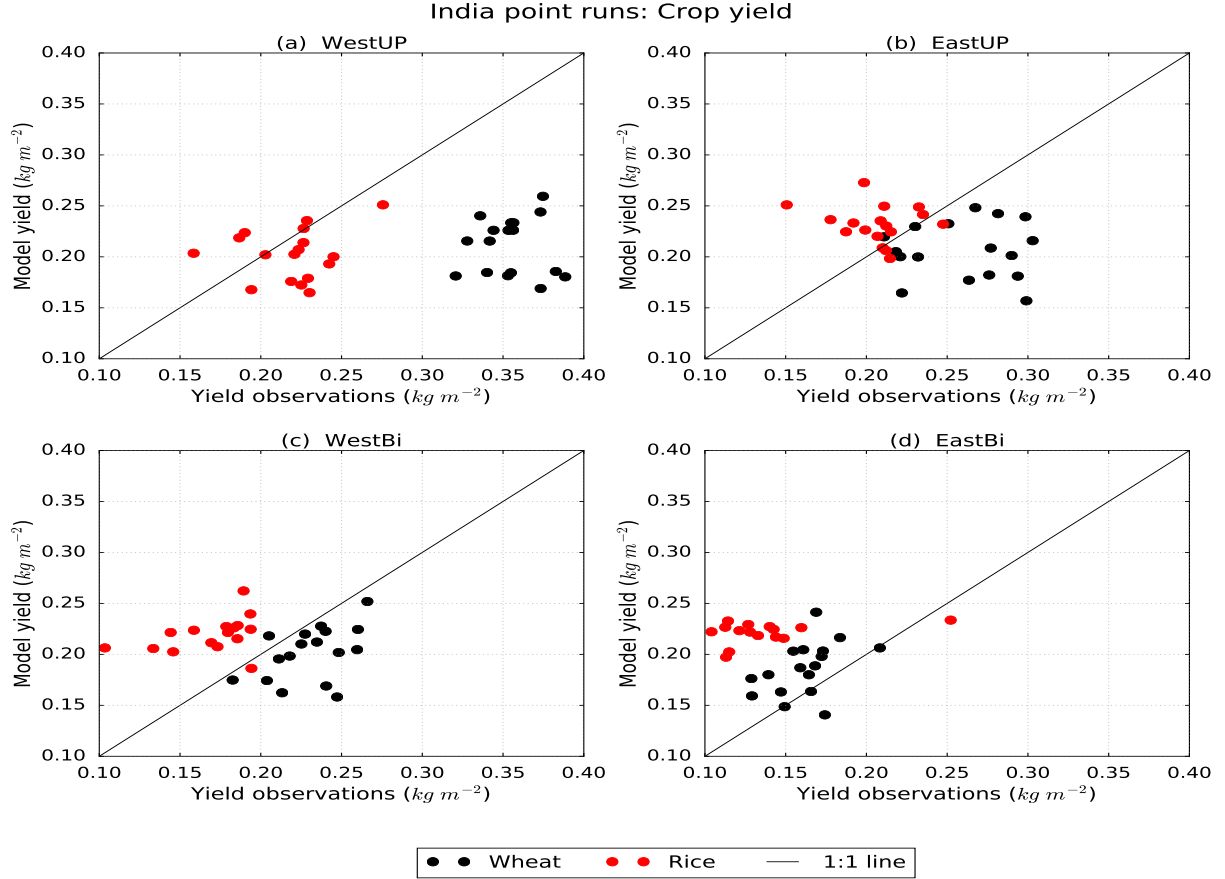 India point runs: Crop yield
(a) WestUP
0.40
0.35
0.30
0.25
0.20
0.15
0.10
Model yield (kg m⁻²)
0.10 0.15 0.20 0.25 0.30 0.35 0.40
Yield observations (kg m⁻²)
(b) EastUP
0.40
0.35
0.30
0.25
0.20
0.15
0.10
Model yield (kg m⁻²)
0.10 0.15 0.20 0.25 0.30 0.35 0.40
Yield observations (kg m⁻²)
(c) WestBi
0.40
0.35
0.30
0.25
0.20
0.15
0.10
Model yield (kg m⁻²)
0.10 0.15 0.20 0.25 0.30 0.35 0.40
Yield observations (kg m⁻²)
(d) EastBi
0.40
0.35
0.30
0.25
0.20
0.15
0.10
Model yield (kg m⁻²)
0.10 0.15 0.20 0.25 0.30 0.35 0.40
Yield observations (kg m⁻²)
Wheat Rice 1:1 line